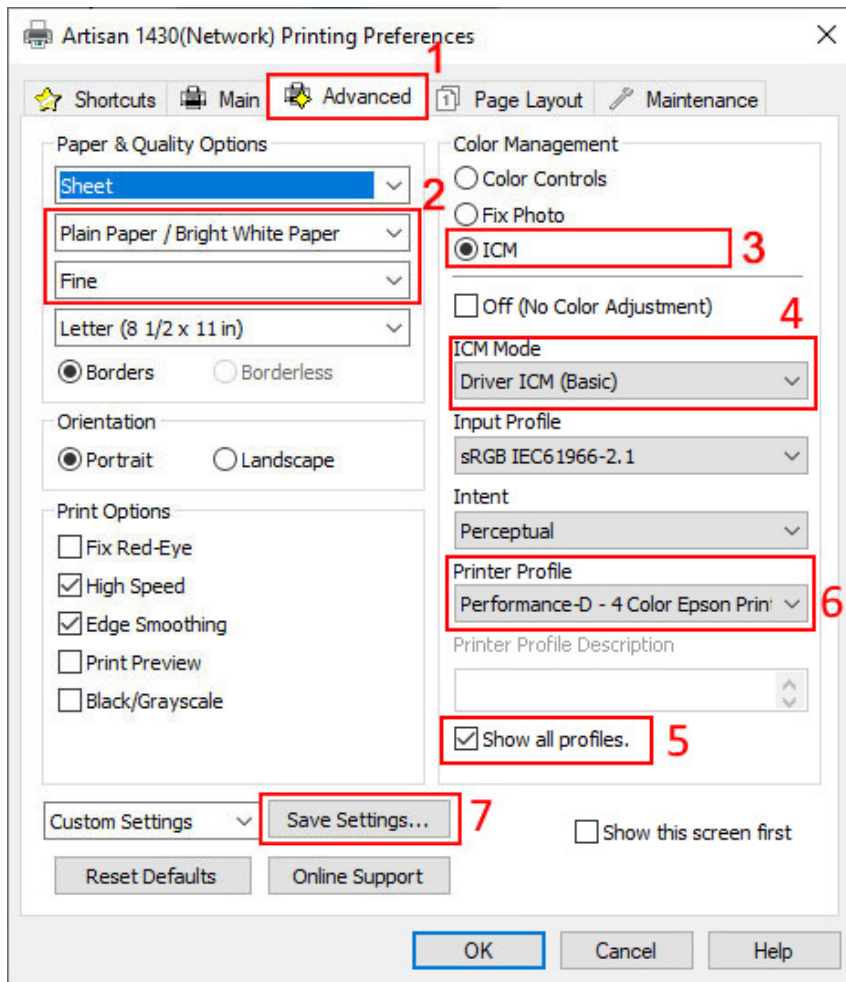 Artisan 1430(Network) Printing Preferences
1
Shortcuts Main Advanced 1 Page Layout Maintenance
Paper & Quality Options
Sheet
2
Plain Paper / Bright White Paper
Fine
Letter (8 1/2 x 11 in)
Borders Borderless
Orientation
Portrait Landscape
Print Options
Fix Red-Eye
High Speed
Edge Smoothing
Print Preview
Black/Grayscale
Color Management
Color Controls
Fix Photo
ICM 3
Off (No Color Adjustment)
4
ICM Mode
Driver ICM (Basic)
Input Profile
sRGB IEC61966-2.1
Intent
Perceptual
Printer Profile
Performance-D - 4 Color Epson Print
6
Printer Profile Description
Show all profiles. 5
Custom Settings Save Settings... 7
Show this screen first
Reset Defaults Online Support
OK Cancel Help